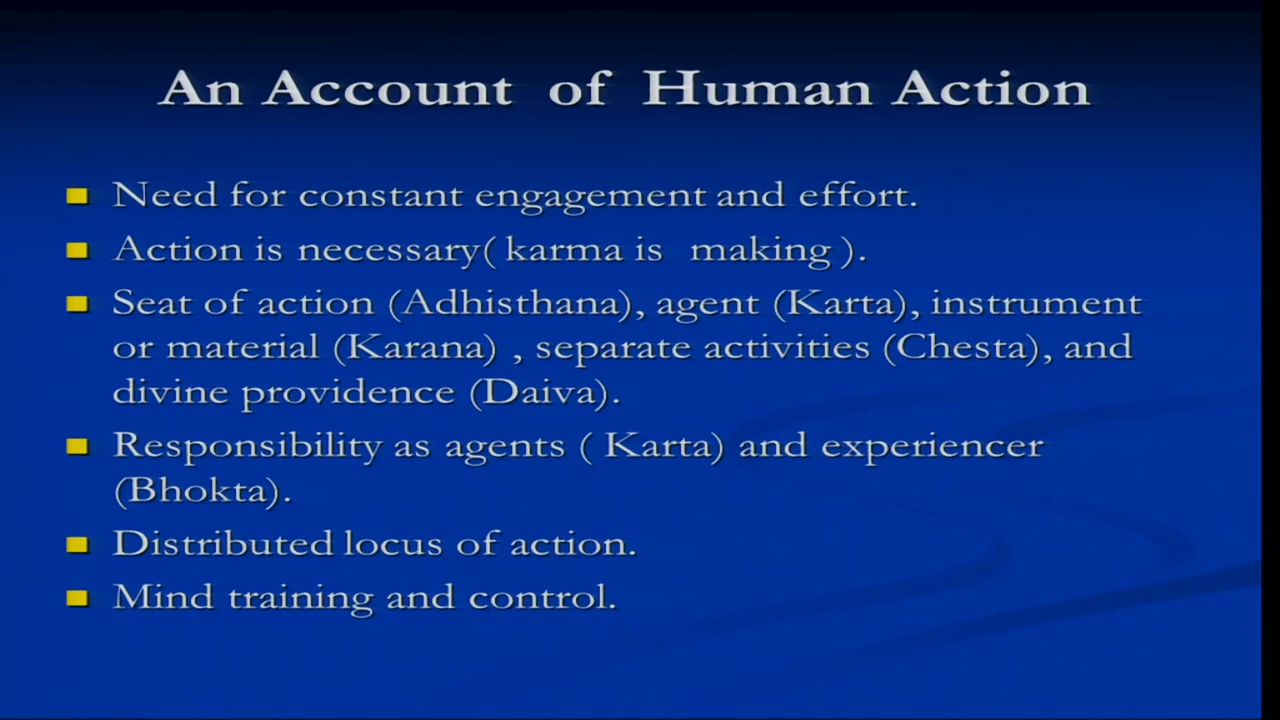 An Account of Human Action
Need for constant engagement and effort.
Action is necessary( karma is making ).
Seat of action (Adhisthana), agent (Karta), instrument
or material (Karana) , separate activities (Chesta), and
divine providence (Daiva).
Responsibility as agents ( Karta) and experiencer
(Bhokta).
Distributed locus of action.
Mind training and control.